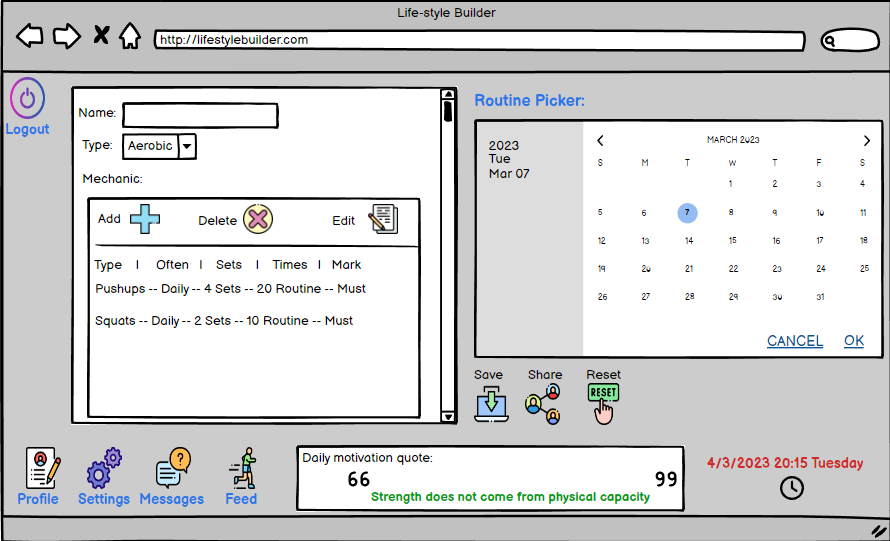 Life-style Builder
http://lifestylebuilder.com
Logout
Name:
Type: Aerobic
Mechanic:
Add Delete Edit
Type | Often | Sets | Times | Mark
Pushups -- Daily -- 4 Sets -- 20 Routine -- Must
Squats -- Daily -- 2 Sets -- 10 Routine -- Must
Routine Picker:
2023
Tue
Mar 07
MARCH 2023
S M T W T F S
1 2 3 4
5 6 7 8 9 10 11
12 13 14 15 16 17 18
19 20 21 22 23 24 25
26 27 28 29 30 31
CANCEL OK
Save Share Reset
RESET
Profile Settings Messages Feed
Daily motivation quote:
66 99
Strength does not come from physical capacity
4/3/2023 20:15 Tuesday